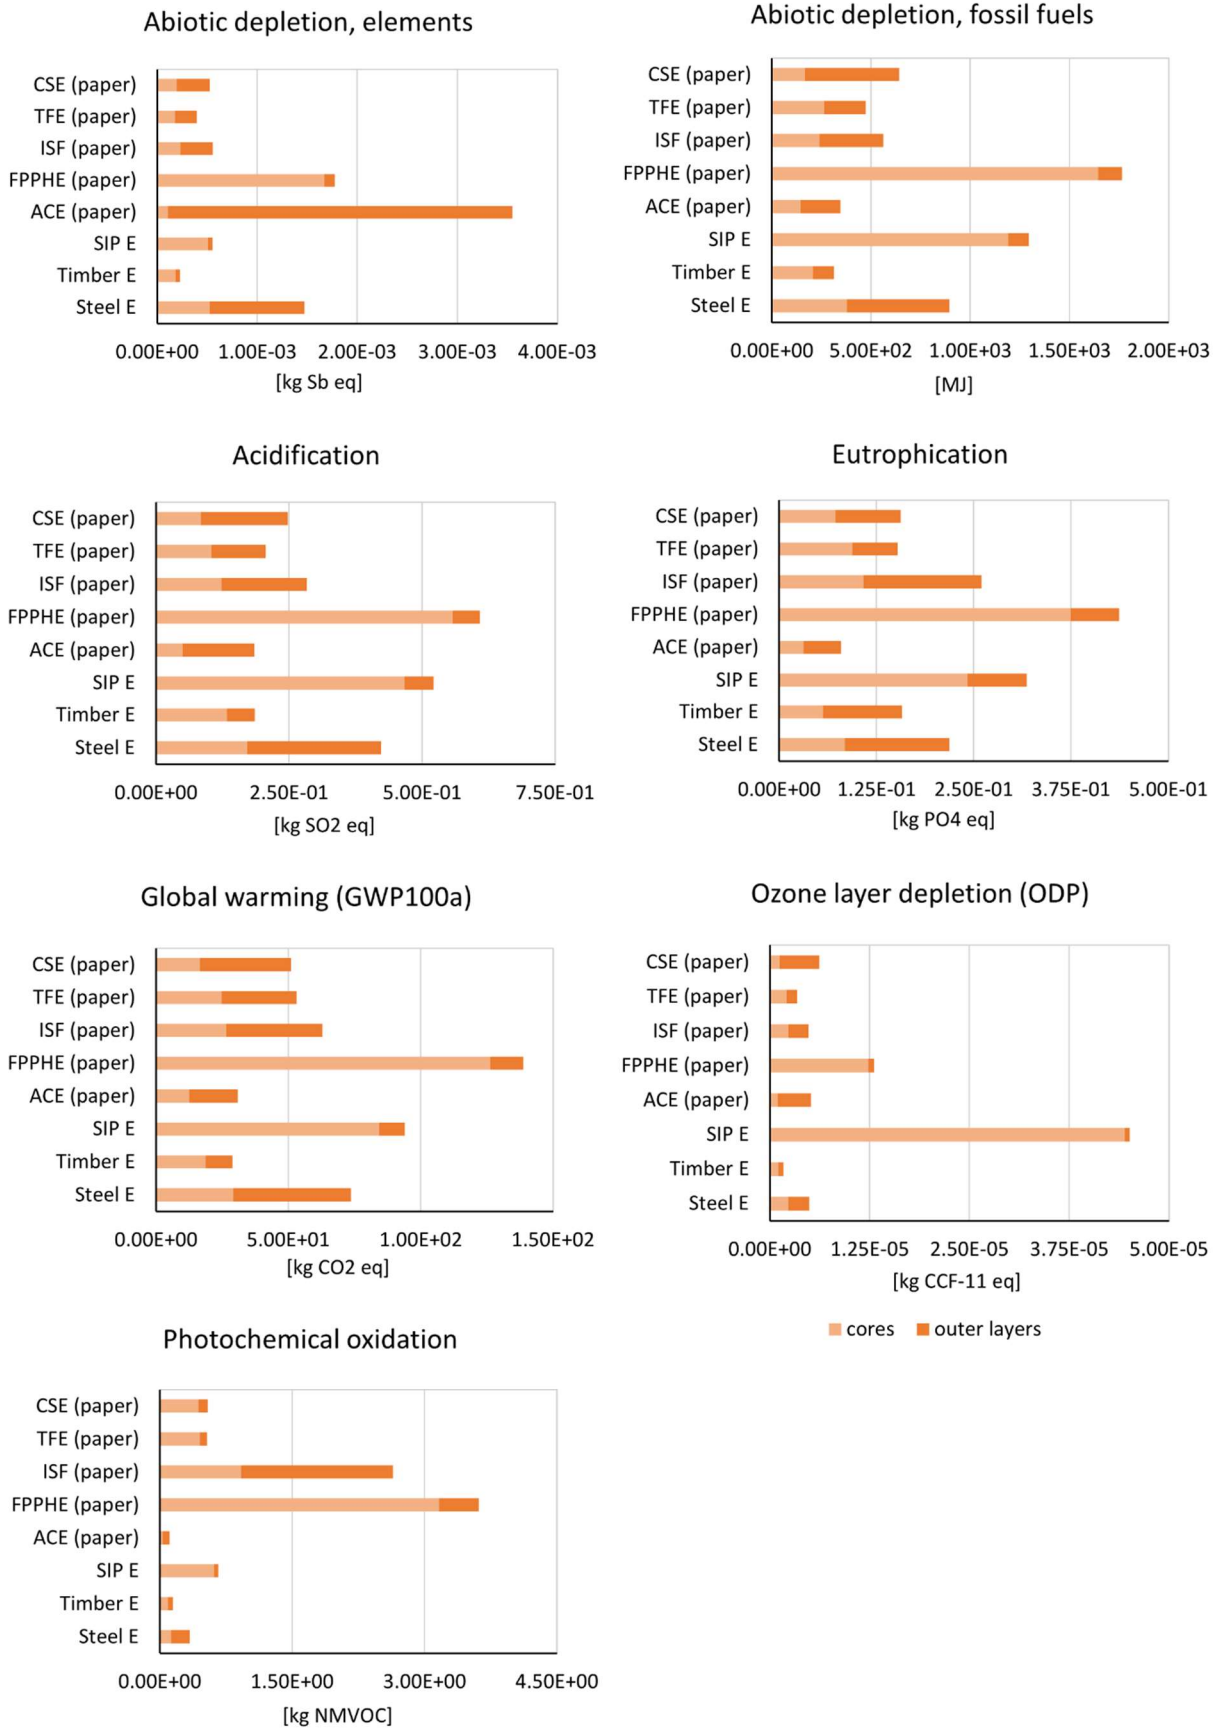 Abiotic depletion, elements
CSE (paper)
TFE (paper)
ISF (paper)
FPPHE (paper)
ACE (paper)
SIP E
Timber E
Steel E
0.00E+00 1.00E-03 2.00E-03 3.00E-03 4.00E-03
[kg Sb eq]
Abiotic depletion, fossil fuels
CSE (paper)
TFE (paper)
ISF (paper)
FPPHE (paper)
ACE (paper)
SIP E
Timber E
Steel E
0.00E+00 5.00E+02 1.00E+03 1.50E+03 2.00E+03
[MJ]
Acidification
CSE (paper)
TFE (paper)
ISF (paper)
FPPHE (paper)
ACE (paper)
SIP E
Timber E
Steel E
0.00E+00 2.50E-01 5.00E-01 7.50E-01
[kg SO2 eq]
Eutrophication
CSE (paper)
TFE (paper)
ISF (paper)
FPPHE (paper)
ACE (paper)
SIP E
Timber E
Steel E
0.00E+00 1.25E-01 2.50E-01 3.75E-01 5.00E-01
[kg PO4 eq]
Global warming (GWP100a)
CSE (paper)
TFE (paper)
ISF (paper)
FPPHE (paper)
ACE (paper)
SIP E
Timber E
Steel E
0.00E+00 5.00E+01 1.00E+02 1.50E+02
[kg CO2 eq]
Ozone layer depletion (ODP)
CSE (paper)
TFE (paper)
ISF (paper)
FPPHE (paper)
ACE (paper)
SIP E
Timber E
Steel E
0.00E+00 1.25E-05 2.50E-05 3.75E-05 5.00E-05
[kg CCF-11 eq]
cores outer layers
Photochemical oxidation
CSE (paper)
TFE (paper)
ISF (paper)
FPPHE (paper)
ACE (paper)
SIP E
Timber E
Steel E
0.00E+00 1.50E+00 3.00E+00 4.50E+00
[kg NMVOC]